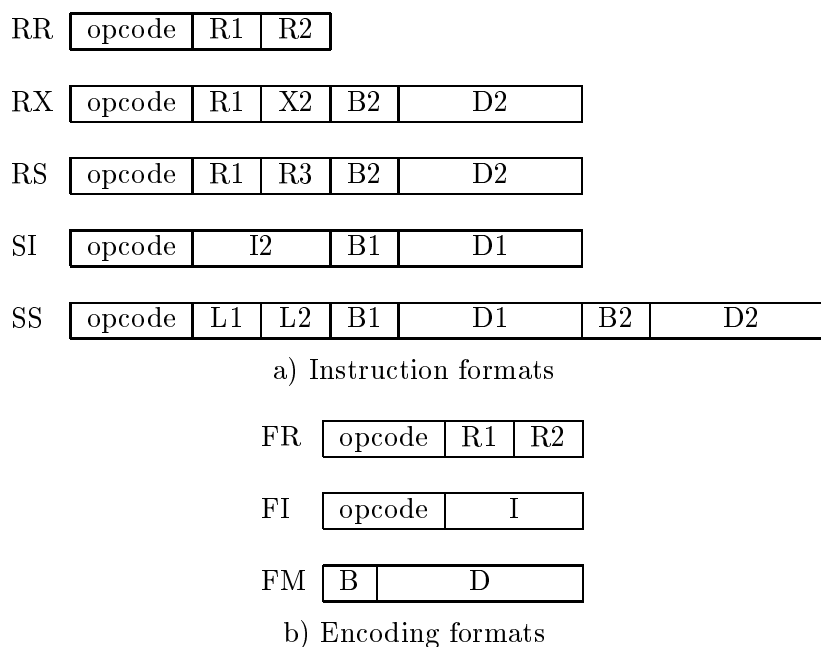 RR opcode R1 R2
RX opcode R1 X2 B2 D2
RS opcode R1 R3 B2 D2
SI opcode I2 B1 D1
SS opcode L1 L2 B1 D1 B2 D2
a) Instruction formats
FR opcode R1 R2
FI opcode I
FM B D
b) Encoding formats